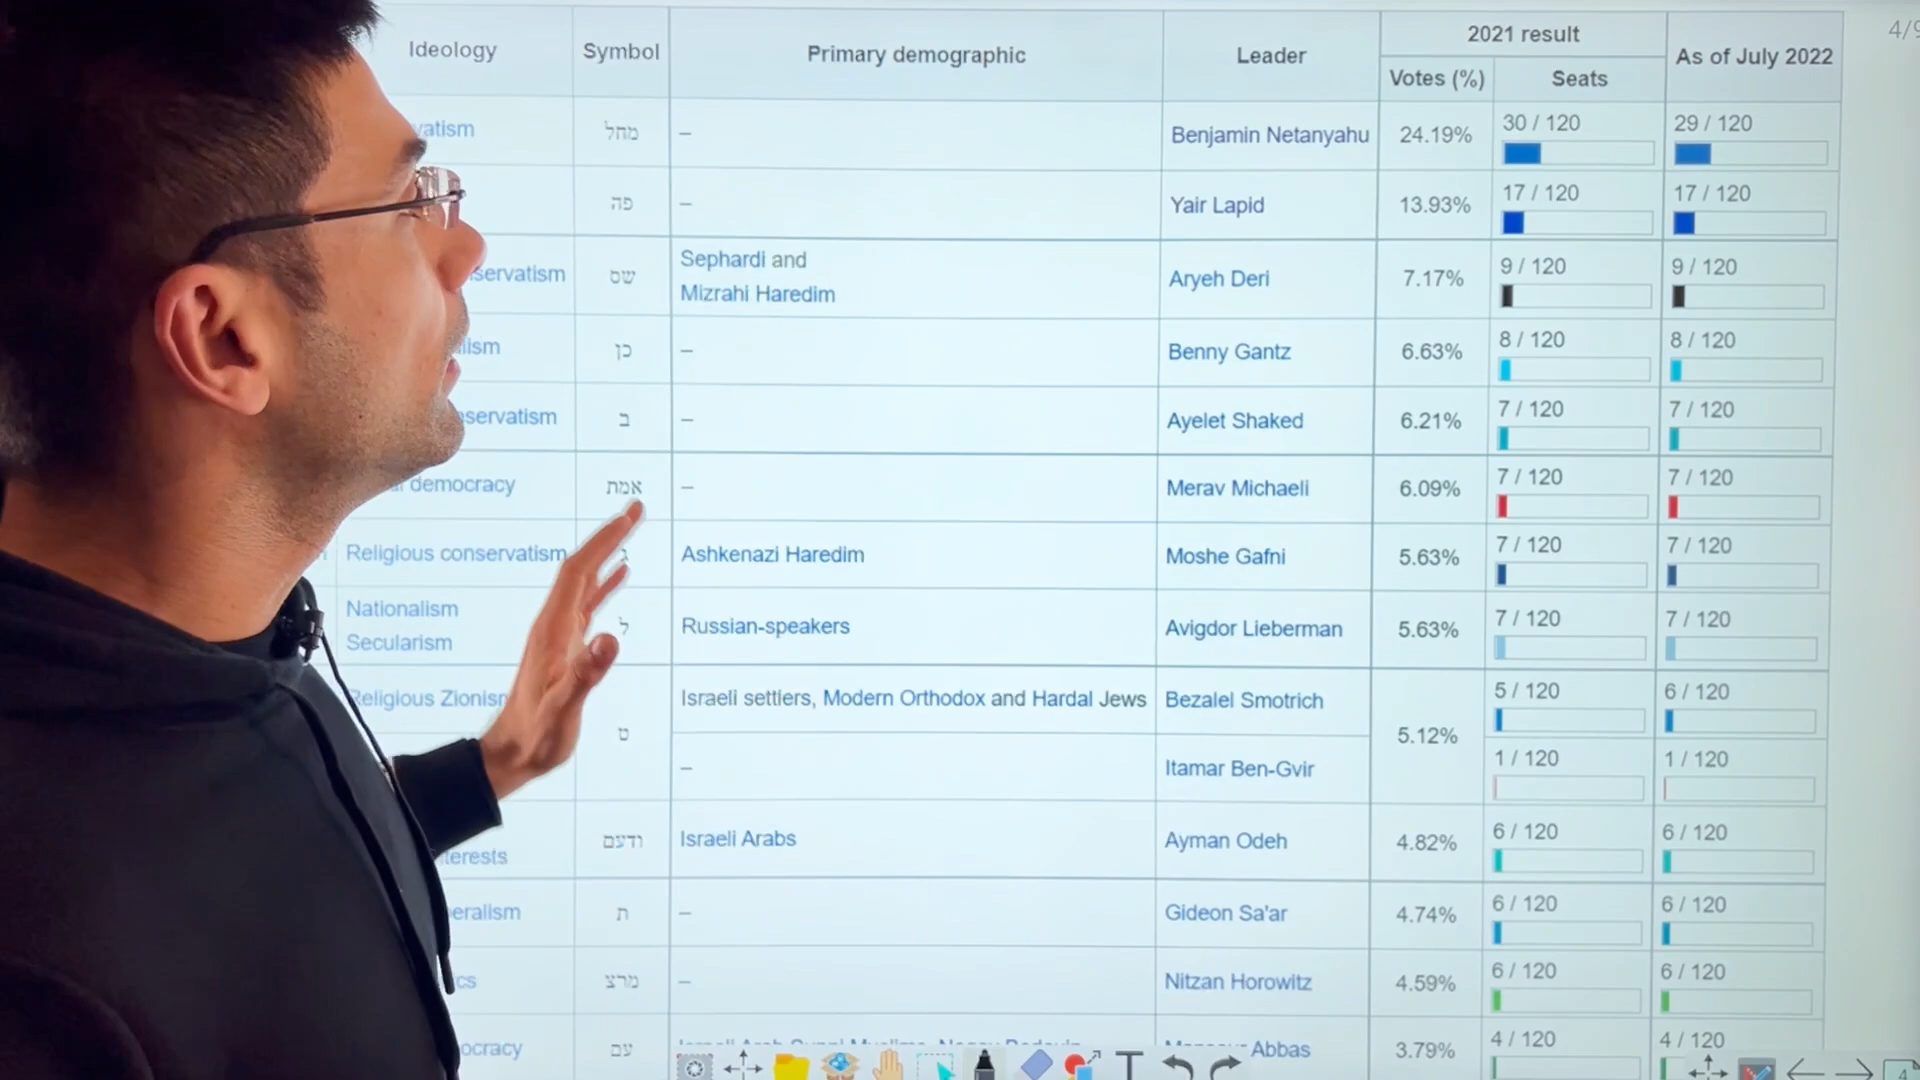 Ideology Symbol Primary demographic Leader 2021 result As of July 2022 4/9
Votes (%) Seats
vatism מחל – Benjamin Netanyahu 24.19% 30 / 120 29 / 120
פה – Yair Lapid 13.93% 17 / 120 17 / 120
servatism שס Sephardi and
Mizrahi Haredim Aryeh Deri 7.17% 9 / 120 9 / 120
lism כן – Benny Gantz 6.63% 8 / 120 8 / 120
servatism ב – Ayelet Shaked 6.21% 7 / 120 7 / 120
democracy אמת – Merav Michaeli 6.09% 7 / 120 7 / 120
Religious conservatism ג Ashkenazi Haredim Moshe Gafni 5.63% 7 / 120 7 / 120
Nationalism
Secularism ל Russian-speakers Avigdor Lieberman 5.63% 7 / 120 7 / 120
Religious Zionism ט Israeli settlers, Modern Orthodox and Hardal Jews Bezalel Smotrich 5.12% 5 / 120 6 / 120
– Itamar Ben-Gvir 1 / 120 1 / 120
terests ודעם Israeli Arabs Ayman Odeh 4.82% 6 / 120 6 / 120
eralism ת – Gideon Sa'ar 4.74% 6 / 120 6 / 120
cs מרצ – Nitzan Horowitz 4.59% 6 / 120 6 / 120
ocracy עם Abbas 3.79% 4 / 120 4 / 120
T 4